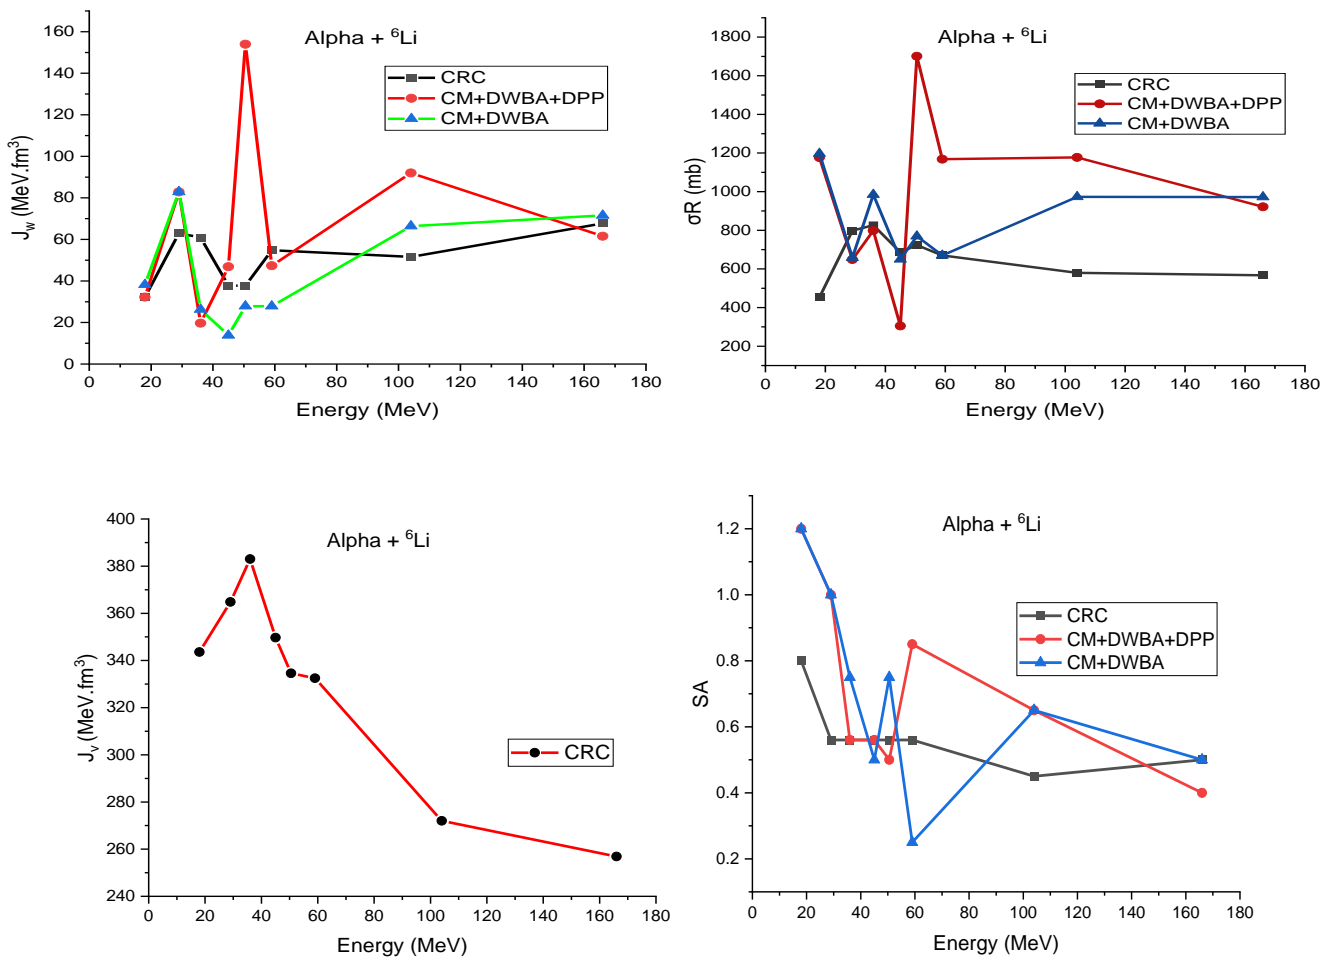 Alpha + ⁶Li
CRC
CM+DWBA+DPP
CM+DWBA
J_w (MeV.fm³)
160
140
120
100
80
60
40
20
0
0 20 40 60 80 100 120 140 160 180
Energy (MeV)
Alpha + ⁶Li
CRC
CM+DWBA+DPP
CM+DWBA
σR (mb)
1800
1600
1400
1200
1000
800
600
400
200
0 20 40 60 80 100 120 140 160 180
Energy (MeV)
Alpha + ⁶Li
CRC
J_v (MeV.fm³)
400
380
360
340
320
300
280
260
240
0 20 40 60 80 100 120 140 160 180
Energy (MeV)
Alpha + ⁶Li
CRC
CM+DWBA+DPP
CM+DWBA
SA
1.2
1.0
0.8
0.6
0.4
0.2
0 20 40 60 80 100 120 140 160 180
Energy (MeV)